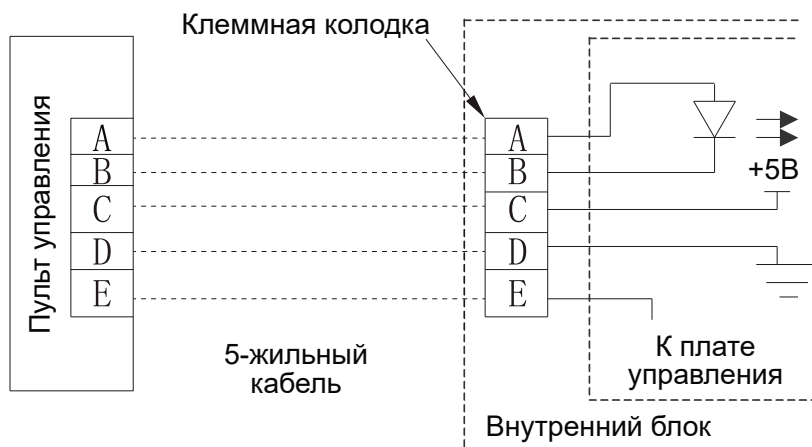 Клеммная колодка
Пульт управления
A
B
C
D
E
A
B
C
D
E
+5В
5-жильный
кабель
К плате
управления
Внутренний блок